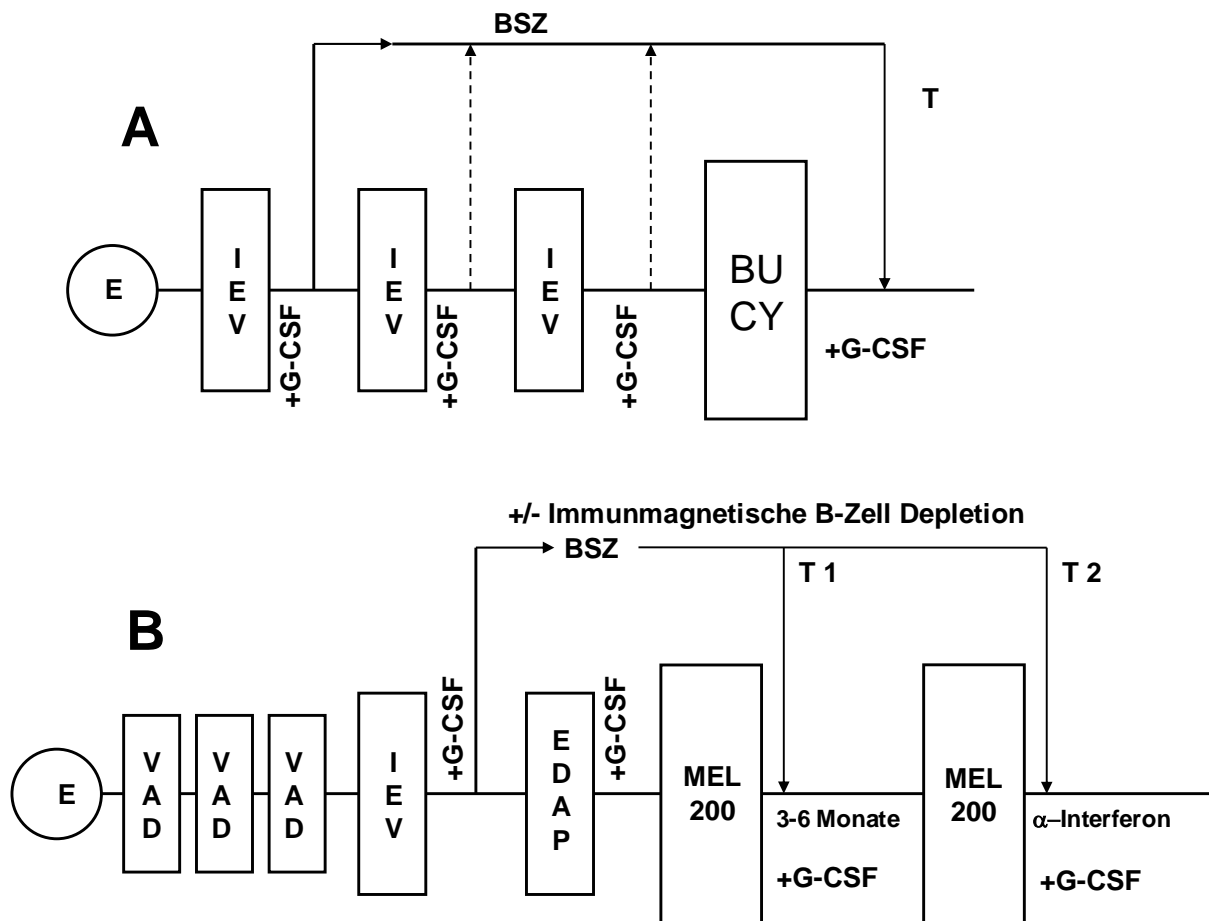 BSZ
T
A
E
I
E
V
+G-CSF
I
E
V
+G-CSF
I
E
V
+G-CSF
BU
CY
+G-CSF
+/- Immunmagnetische B-Zell Depletion
BSZ
T 1
T 2
B
E
V
A
D
V
A
D
V
A
D
I
E
V
+G-CSF
E
D
A
P
+G-CSF
MEL
200
3-6 Monate
+G-CSF
MEL
200
α–Interferon
+G-CSF